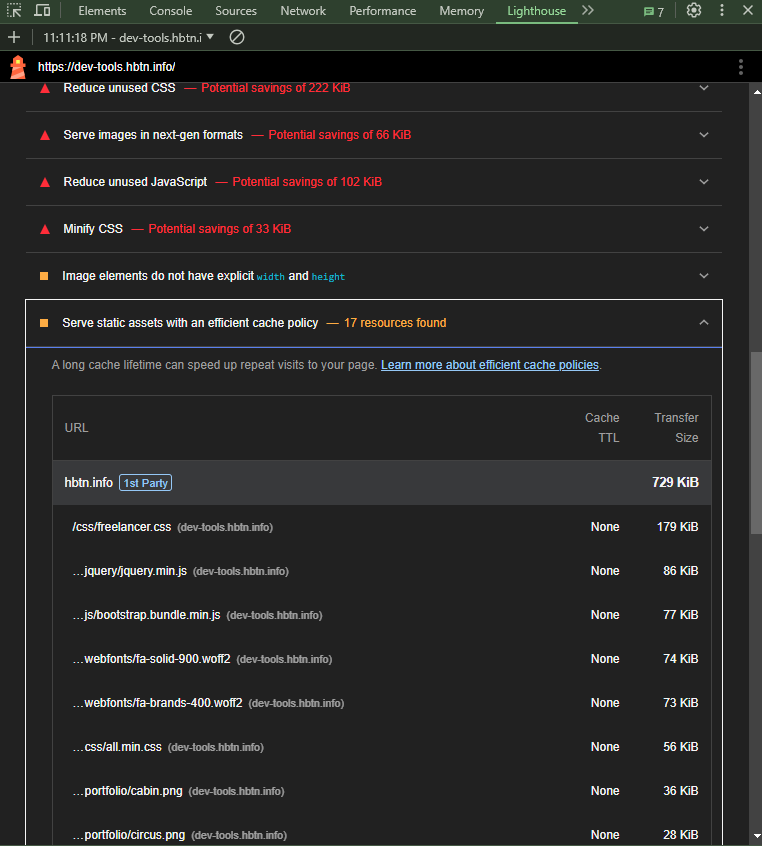 Elements Console Sources Network Performance Memory Lighthouse 7
11:11:18 PM - dev-tools.hbtn.i
https://dev-tools.hbtn.info/
Reduce unused CSS — Potential savings of 222 KiB
Serve images in next-gen formats — Potential savings of 66 KiB
Reduce unused JavaScript — Potential savings of 102 KiB
Minify CSS — Potential savings of 33 KiB
Image elements do not have explicit width and height
Serve static assets with an efficient cache policy — 17 resources found
A long cache lifetime can speed up repeat visits to your page. Learn more about efficient cache policies.
URL Cache TTL Transfer Size
hbtn.info 1st Party 729 KiB
/css/freelancer.css (dev-tools.hbtn.info) None 179 KiB
…jquery/jquery.min.js (dev-tools.hbtn.info) None 86 KiB
…js/bootstrap.bundle.min.js (dev-tools.hbtn.info) None 77 KiB
…webfonts/fa-solid-900.woff2 (dev-tools.hbtn.info) None 74 KiB
…webfonts/fa-brands-400.woff2 (dev-tools.hbtn.info) None 73 KiB
…css/all.min.css (dev-tools.hbtn.info) None 56 KiB
…portfolio/cabin.png (dev-tools.hbtn.info) None 36 KiB
…portfolio/circus.png (dev-tools.hbtn.info) None 28 KiB